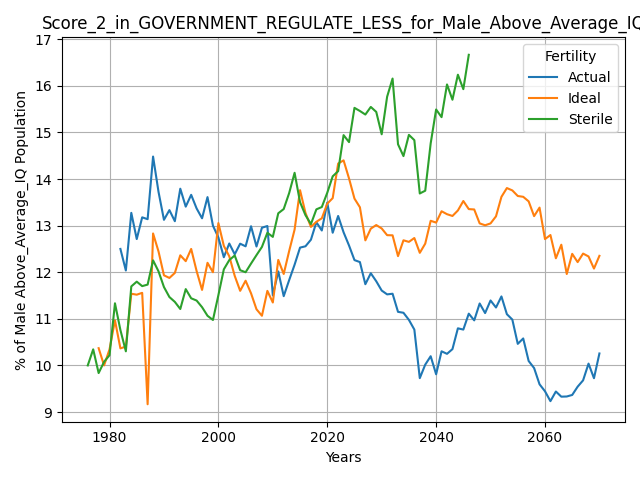 Score_2_in_GOVERNMENT_REGULATE_LESS_for_Male_Above_Average_IQ
% of Male Above_Average_IQ Population
17
16
15
14
13
12
11
10
9
Fertility
Actual
Ideal
Sterile
1980
2000
2020
2040
2060
Years